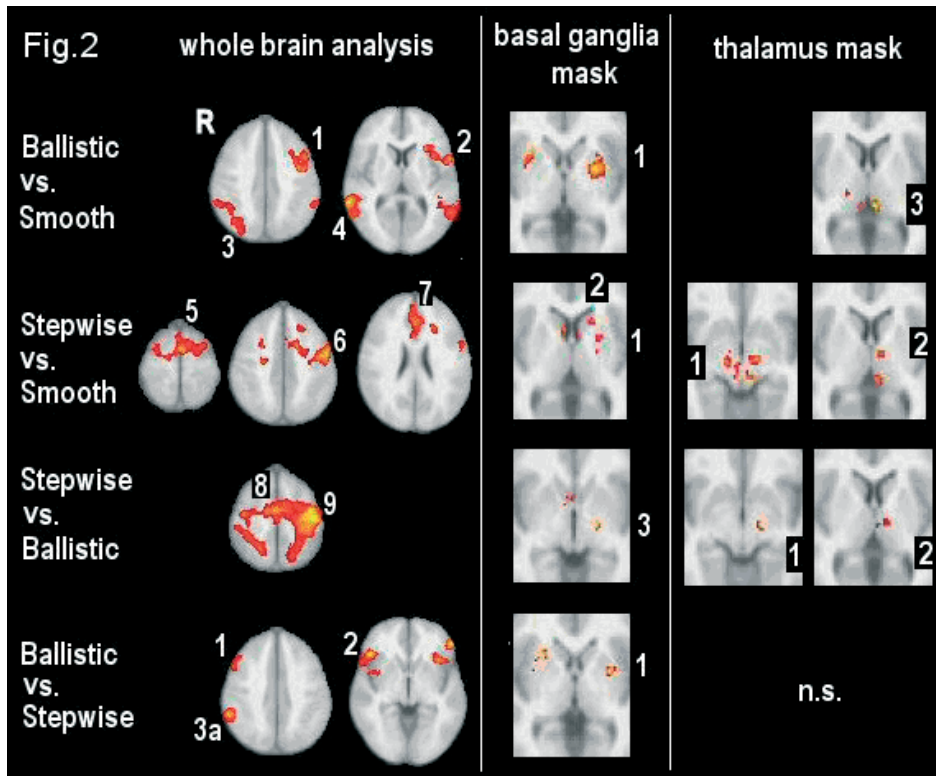 Fig.2
whole brain analysis
basal ganglia
mask
thalamus mask
Ballistic
vs.
Smooth
R
1
2
3
4
1
3
Stepwise
vs.
Smooth
5
6
7
2
1
1
2
Stepwise
vs.
Ballistic
8
9
3
1
2
Ballistic
vs.
Stepwise
1
2
3a
1
n.s.